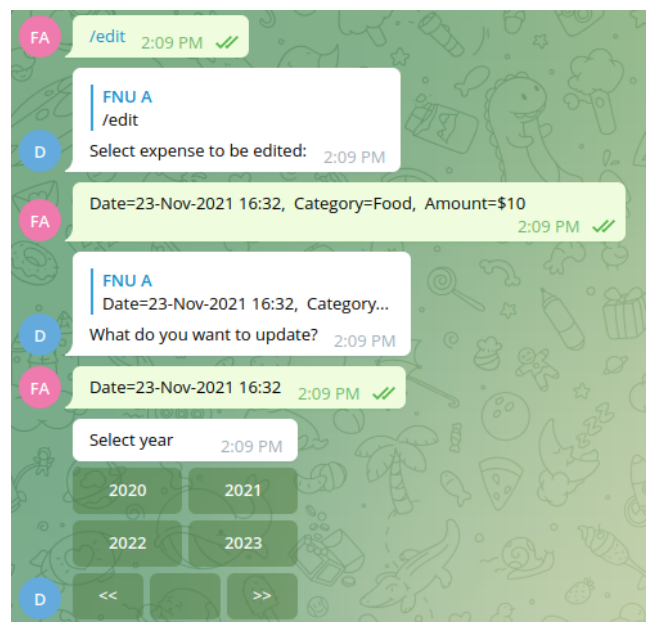 FA
/edit 2:09 PM
FNU A
/edit
D
Select expense to be edited: 2:09 PM
Date=23-Nov-2021 16:32, Category=Food, Amount=$10
FA
2:09 PM
FNU A
Date=23-Nov-2021 16:32, Category...
D
What do you want to update? 2:09 PM
FA
Date=23-Nov-2021 16:32 2:09 PM
Select year 2:09 PM
2020 2021
2022 2023
D
<< >>